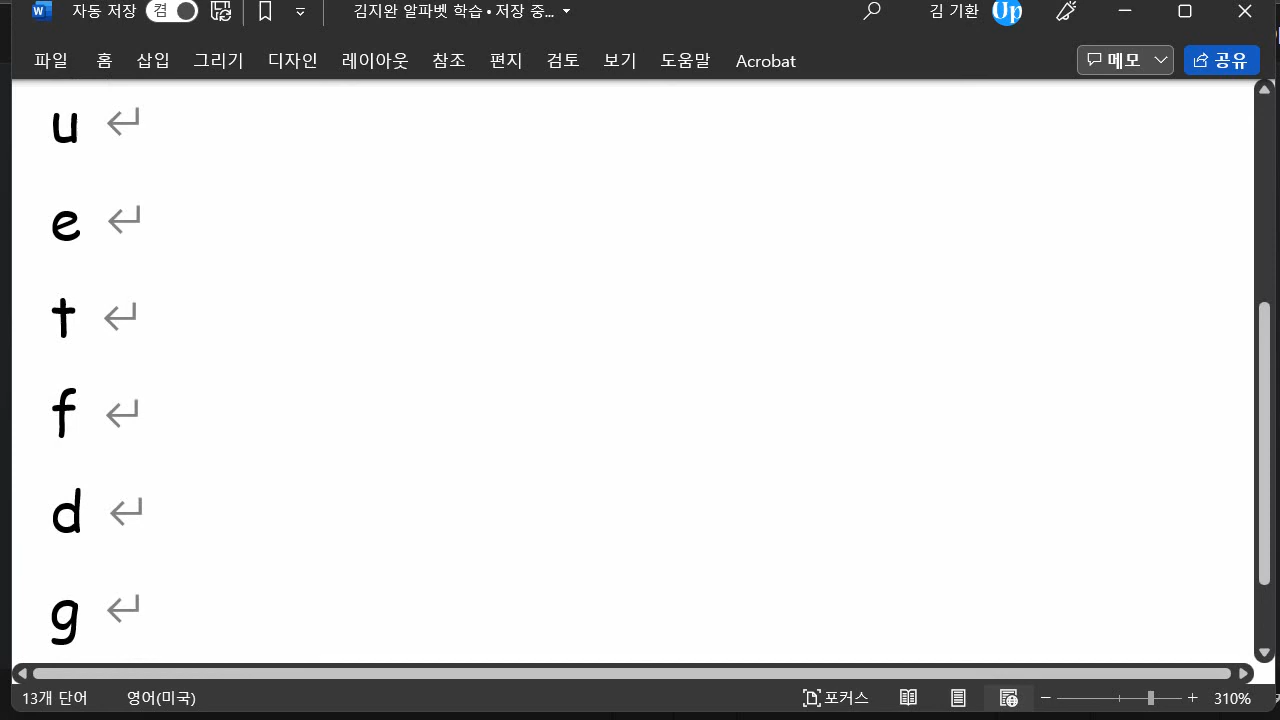 자동 저장 켬 김지완 알파벳 학습 • 저장 중... 김 기환 Up
파일 홈 삽입 그리기 디자인 레이아웃 참조 편지 검토 보기 도움말 Acrobat 메모 공유
u
e
t
f
d
g
13개 단어 영어(미국) 포커스 310%